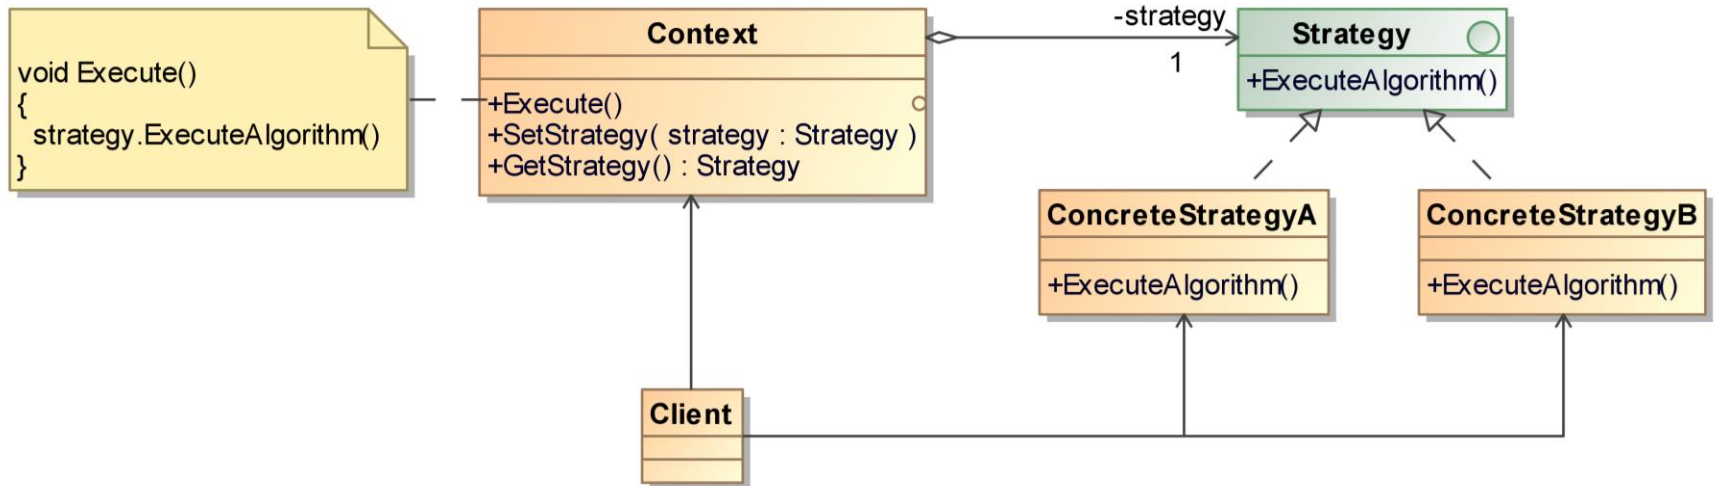 void Execute()
{
strategy.ExecuteAlgorithm()
}
Context
+Execute()
+SetStrategy( strategy : Strategy )
+GetStrategy() : Strategy
-strategy
1
Strategy
+ExecuteAlgorithm()
ConcreteStrategyA
+ExecuteAlgorithm()
ConcreteStrategyB
+ExecuteAlgorithm()
Client